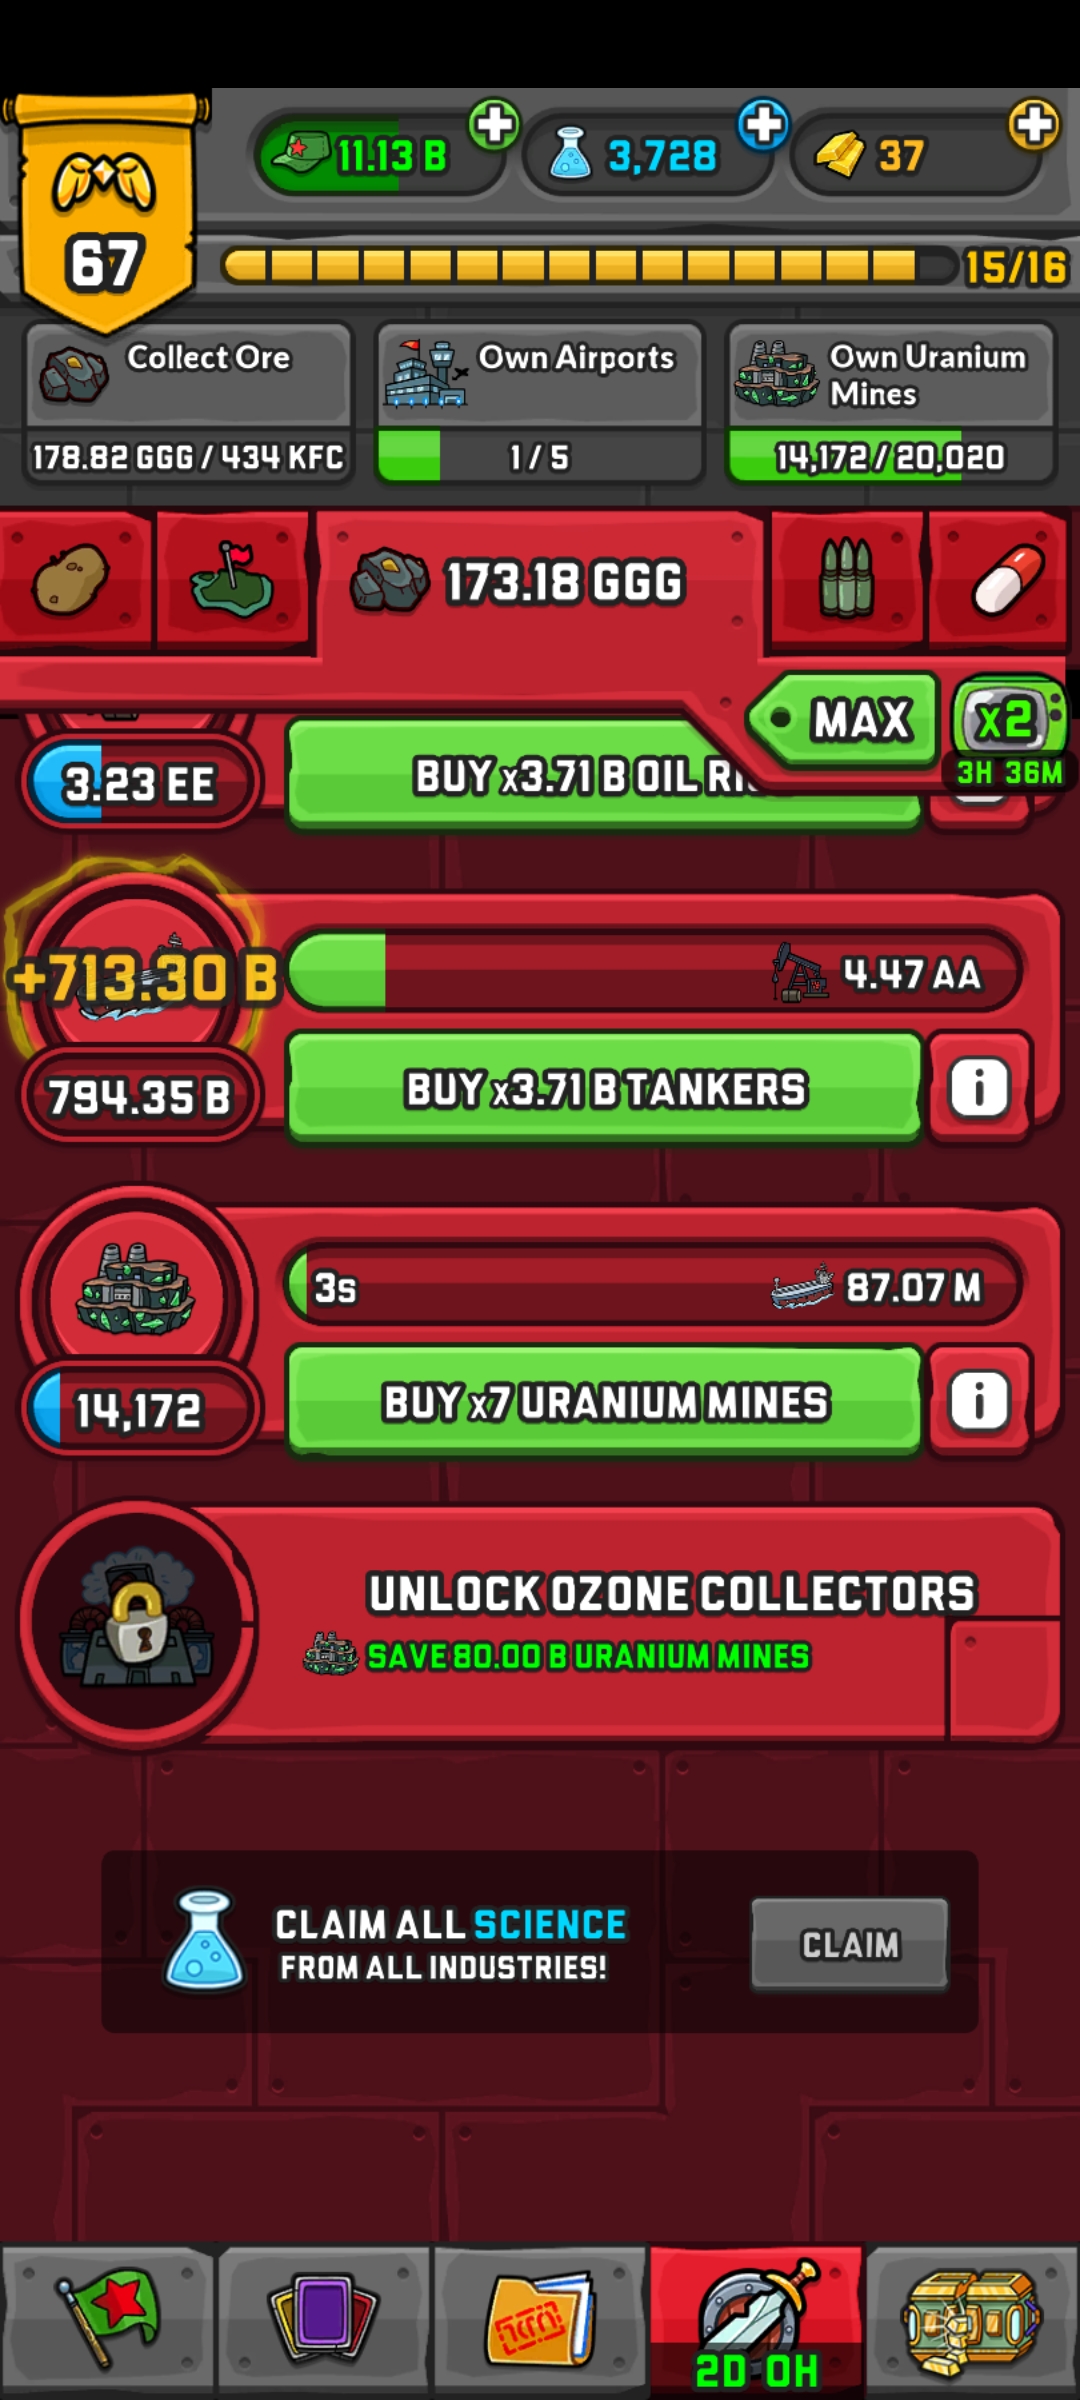 11.13 B
3,728
37
67
15/16
Collect Ore
178.82 GGG / 434 KFC
Own Airports
1 / 5
Own Uranium
Mines
14,172 / 20,020
173.18 GGG
MAX
x2
3H 36M
3.23 EE
BUY x3.71 B OIL
+713.30 B
4.47 AA
794.35 B
BUY x3.71 B TANKERS
i
3s
87.07 M
14,172
BUY x7 URANIUM MINES
i
UNLOCK OZONE COLLECTORS
SAVE 80.00 B URANIUM MINES
CLAIM ALL SCIENCE
FROM ALL INDUSTRIES!
CLAIM
2D 0H